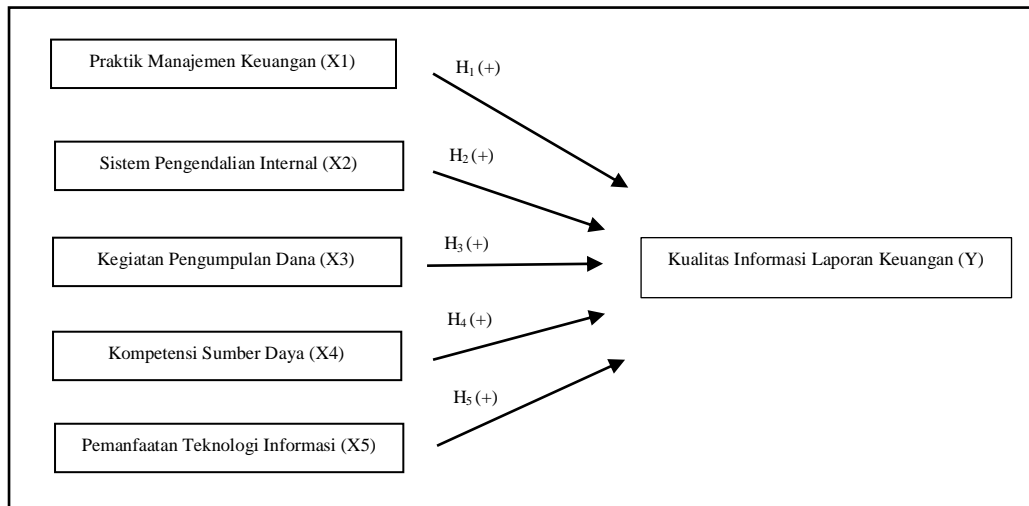 Praktik Manajemen Keuangan (X1)
H₁ (+)
Sistem Pengendalian Internal (X2)
H₂ (+)
Kegiatan Pengumpulan Dana (X3)
H₃ (+)
Kualitas Informasi Laporan Keuangan (Y)
Kompetensi Sumber Daya (X4)
H₄ (+)
Pemanfaatan Teknologi Informasi (X5)
H₅ (+)